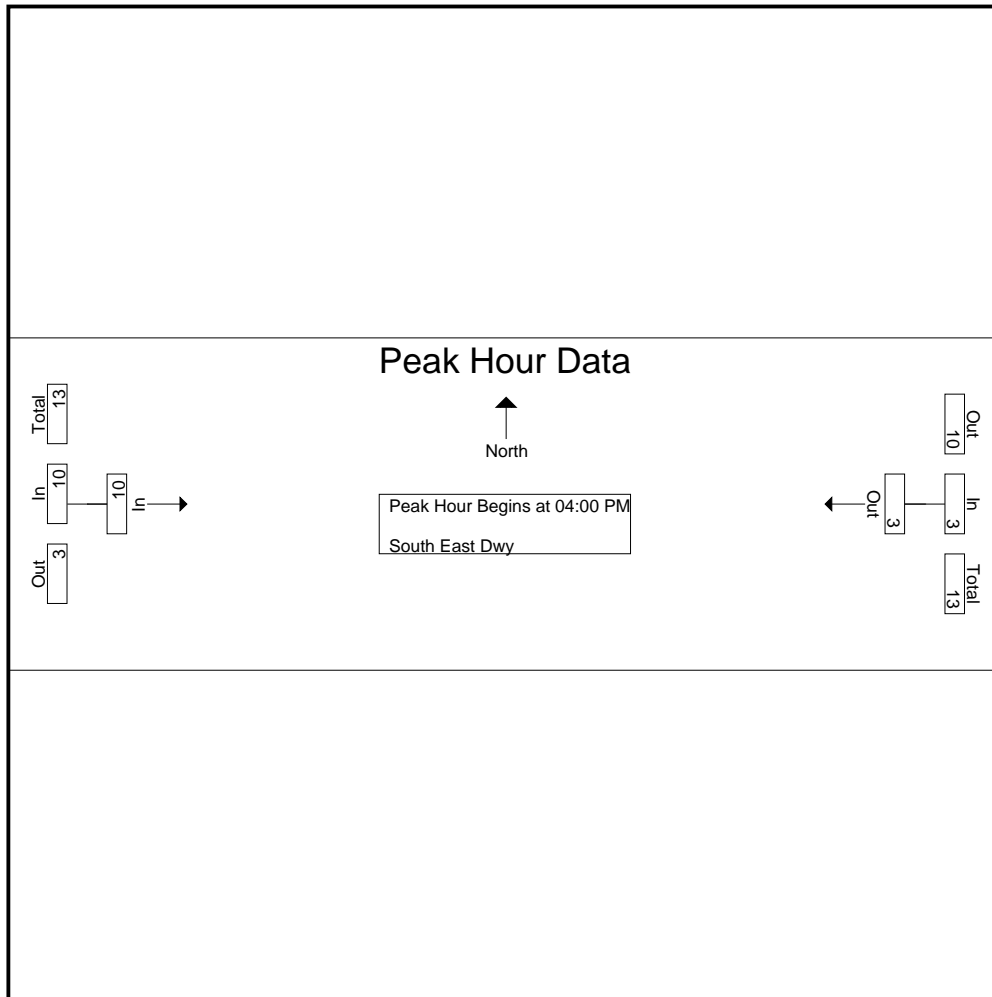 Peak Hour Data
North
Peak Hour Begins at 04:00 PM
South East Dwy
Total
13
In
10
Out
3
10
In
Out
10
In
3
Total
13
Out
3